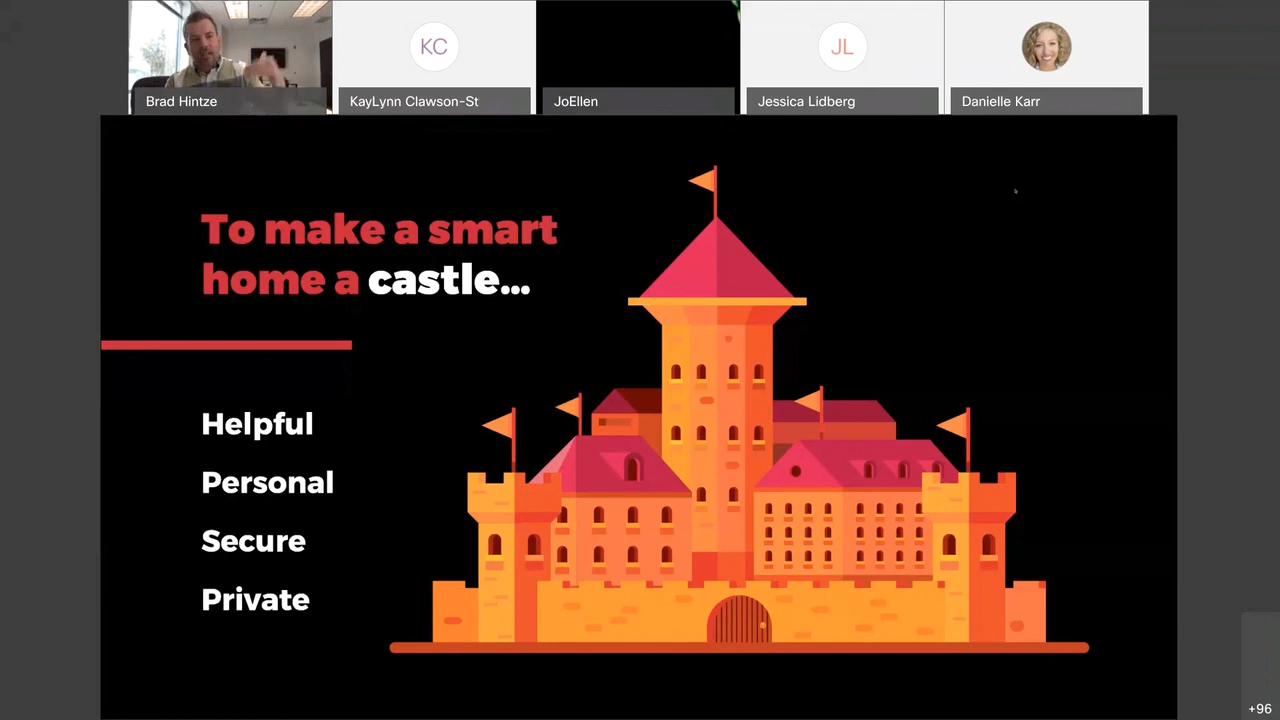 KC
JL
Brad Hintze
KayLynn Clawson-St
JoEllen
Jessica Lidberg
Danielle Karr
To make a smart
home a castle...
Helpful
Personal
Secure
Private
+96